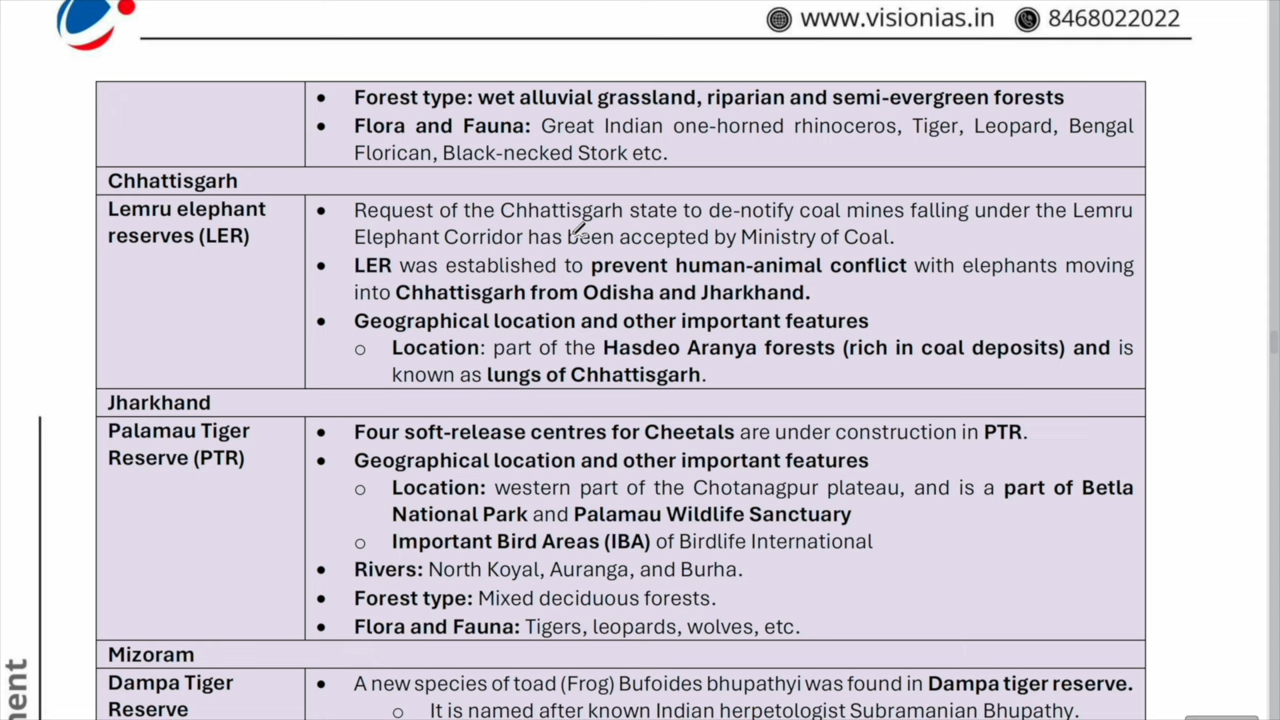 www.visionias.in 8468022022
• Forest type: wet alluvial grassland, riparian and semi-evergreen forests
• Flora and Fauna: Great Indian one-horned rhinoceros, Tiger, Leopard, Bengal
Florican, Black-necked Stork etc.
Chhattisgarh
Lemru elephant
reserves (LER)
• Request of the Chhattisgarh state to de-notify coal mines falling under the Lemru
Elephant Corridor has been accepted by Ministry of Coal.
• LER was established to prevent human-animal conflict with elephants moving
into Chhattisgarh from Odisha and Jharkhand.
• Geographical location and other important features
o Location: part of the Hasdeo Aranya forests (rich in coal deposits) and is
known as lungs of Chhattisgarh.
Jharkhand
Palamau Tiger
Reserve (PTR)
• Four soft-release centres for Cheetals are under construction in PTR.
• Geographical location and other important features
o Location: western part of the Chotanagpur plateau, and is a part of Betla
National Park and Palamau Wildlife Sanctuary
o Important Bird Areas (IBA) of Birdlife International
• Rivers: North Koyal, Auranga, and Burha.
• Forest type: Mixed deciduous forests.
• Flora and Fauna: Tigers, leopards, wolves, etc.
Mizoram
Dampa Tiger
Reserve
• A new species of toad (Frog) Bufoides bhupathyi was found in Dampa tiger reserve.
o It is named after known Indian herpetologist Subramanian Bhupathy.
nent